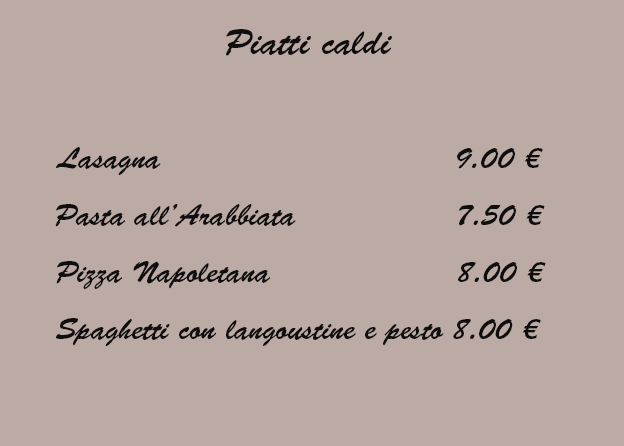 Piatti caldi
Lasagna 9.00 €
Pasta all'Arabbiata 7.50 €
Pizza Napoletana 8.00 €
Spaghetti con langoustine e pesto 8.00 €